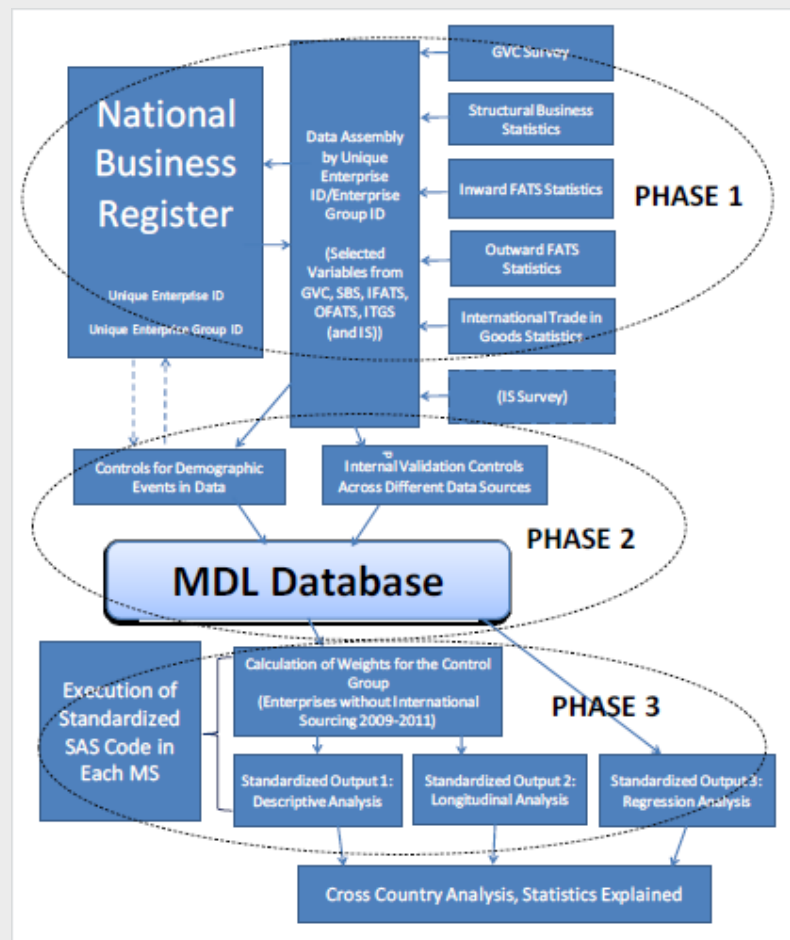 National
Business
Register
Unique Enterprise ID
Unique Enterprise Group ID
Data Assembly
by Unique
Enterprise
ID/Enterprise
Group ID
(Selected
Variables from
GVC, SBS, IFATS,
OFATS, ITGS
(and IS))
GVC Survey
Structural Business
Statistics
Inward FATS Statistics
Outward FATS
Statistics
International Trade in
Goods Statistics
(IS Survey)
PHASE 1
Controls for Demographic
Events in Data
Internal Validation Controls
Across Different Data Sources
PHASE 2
MDL Database
Execution of
Standardized
SAS Code in
Each MS
Calculation of Weights for the Control
Group
(Enterprises without International
Sourcing 2009-2011)
PHASE 3
Standardized Output 1:
Descriptive Analysis
Standardized Output 2:
Longitudinal Analysis
Standardized Output 3:
Regression Analysis
Cross Country Analysis, Statistics Explained